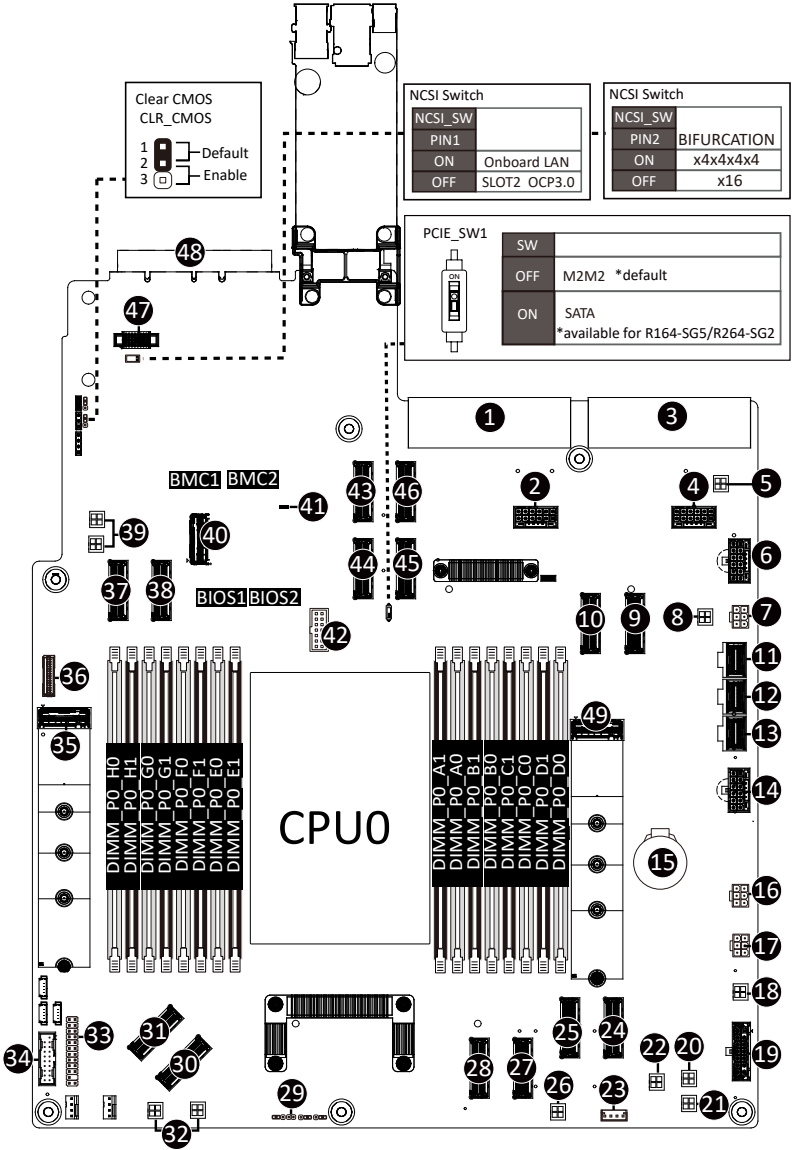 Clear CMOS
CLR_CMOS
1
2
3
Default
Enable
NCSI Switch
NCSI_SW
PIN1
ON Onboard LAN
OFF SLOT2 OCP3.0
NCSI Switch
NCSI_SW
PIN2 BIFURCATION
ON x4x4x4x4
OFF x16
PCIE_SW1
ON
SW
OFF M2M2 *default
ON SATA
*available for R164-SG5/R264-SG2
48
47
1
3
BMC1 BMC2
41
43
46
2
4
5
39
40
6
44
45
37
38
BIOS1 BIOS2
42
10
9
8
7
36
11
12
13
35
49
14
DIMM_P0_H0
DIMM_P0_H1
DIMM_P0_G0
DIMM_P0_G1
DIMM_P0_F0
DIMM_P0_F1
DIMM_P0_E0
DIMM_P0_E1
CPU0
DIMM_P0_A1
DIMM_P0_A0
DIMM_P0_B1
DIMM_P0_B0
DIMM_P0_C1
DIMM_P0_C0
DIMM_P0_D1
DIMM_P0_D0
15
16
17
18
33
31
30
34
25
24
28
27
22
20
19
29
26
23
21
32